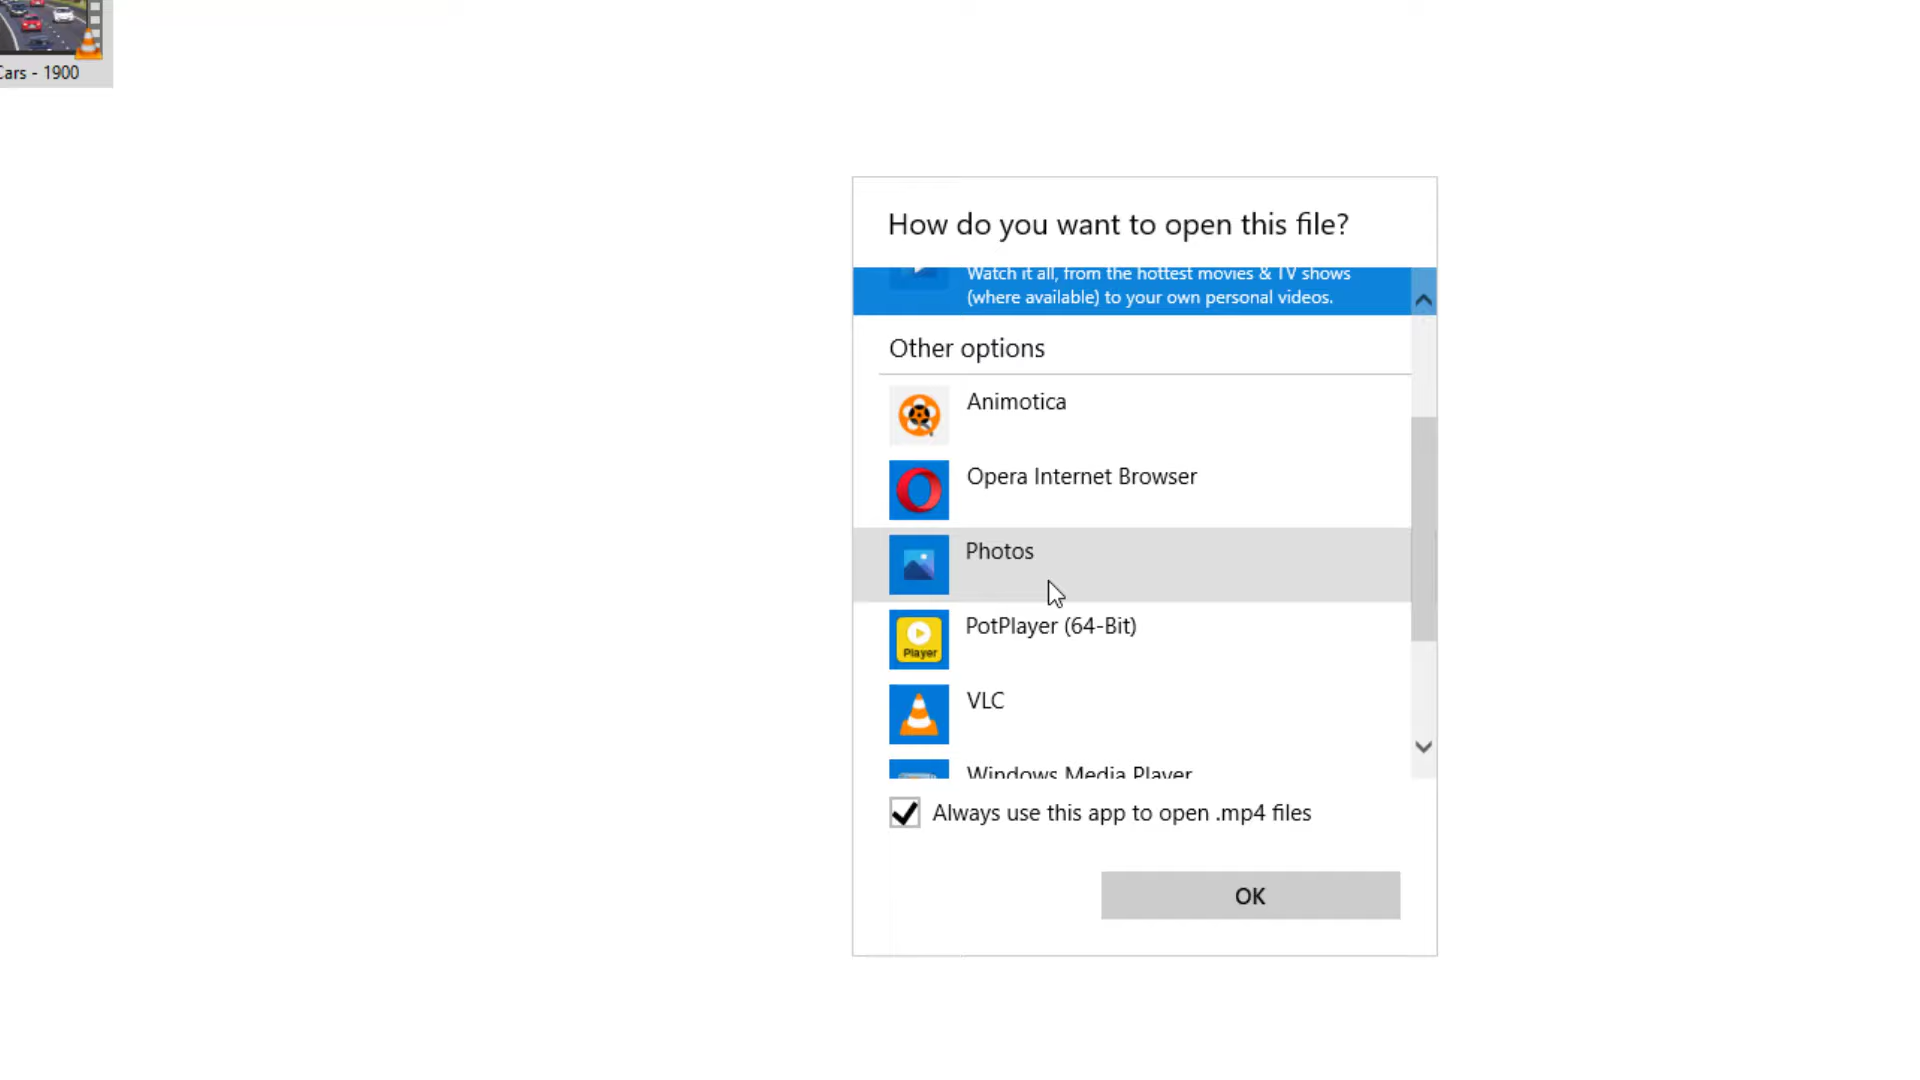 Cars - 1900
How do you want to open this file?
Watch it all, from the hottest movies & TV shows
(where available) to your own personal videos.
Other options
Animotica
Opera Internet Browser
Photos
Player
PotPlayer (64-Bit)
VLC
Windows Media Player
Always use this app to open .mp4 files
OK